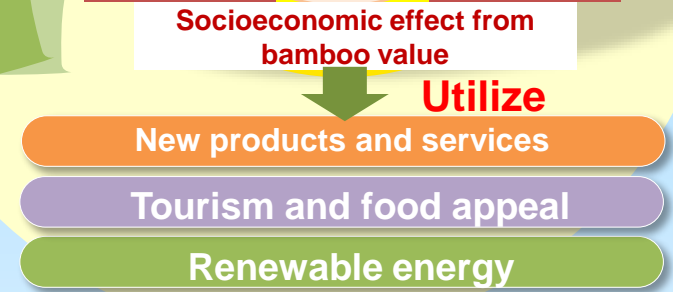 Socioeconomic effect from
bamboo value
Utilize
New products and services
Tourism and food appeal
Renewable energy